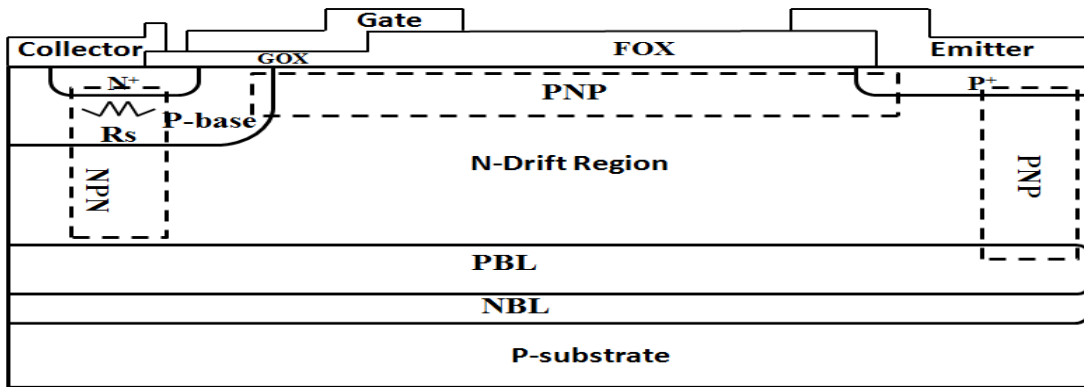 Gate
Collector
GOX
FOX
Emitter
N+
PNP
P+
P-base
Rs
N-Drift Region
NPN
PNP
PBL
NBL
P-substrate